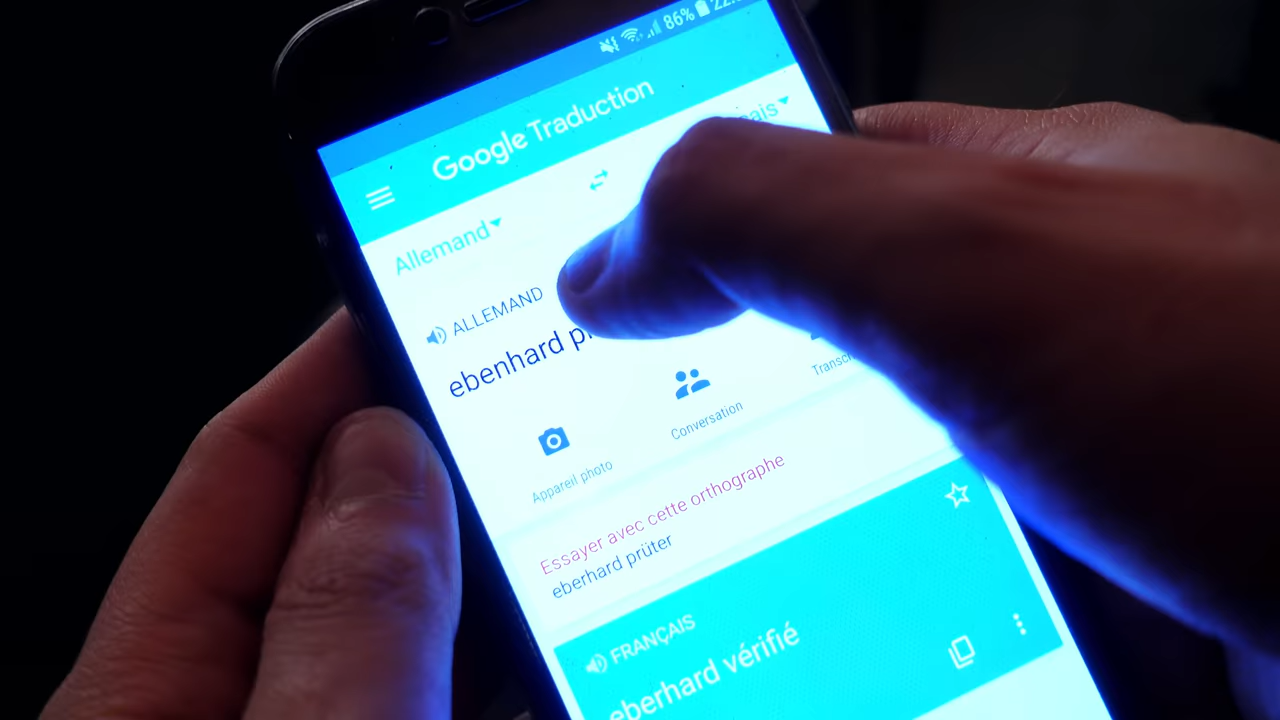 86%
Google Traduction
Allemand
ALLEMAND
ebenhard
Appareil photo
Conversation
Essayer avec cette orthographe
eberhard prüter
FRANÇAIS
eberhard vérifié